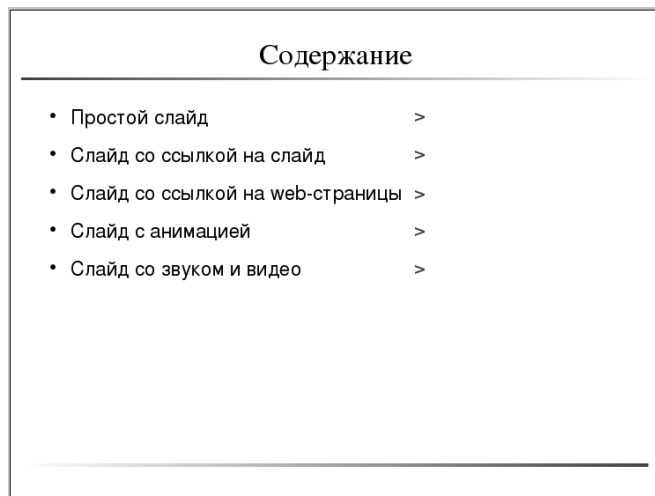 Содержание
• Простой слайд >
• Слайд со ссылкой на слайд >
• Слайд со ссылкой на web-страницы >
• Слайд с анимацией >
• Слайд со звуком и видео >